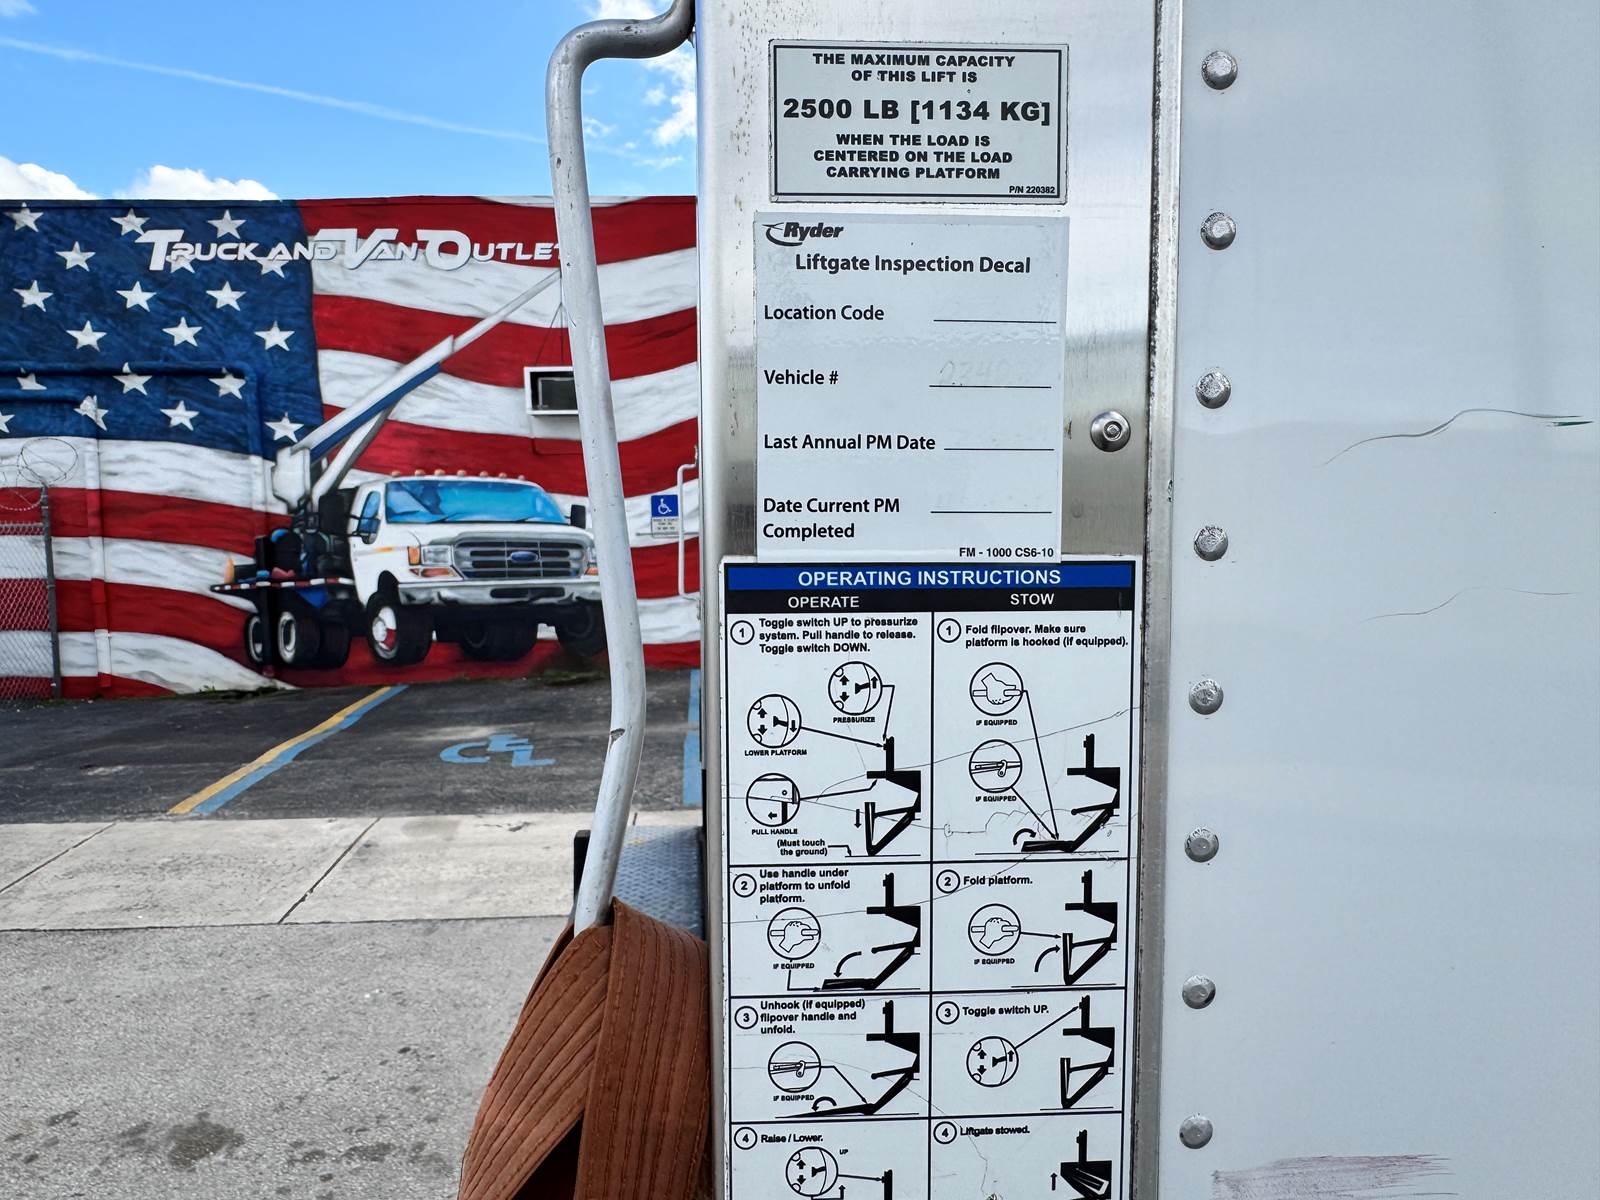 THE MAXIMUM CAPACITY
OF THIS LIFT IS
2500 LB [1134 KG]
WHEN THE LOAD IS
CENTERED ON THE LOAD
CARRYING PLATFORM
P/N 220382
TRUCK AND VAN OUTLET
Ryder
Liftgate Inspection Decal
Location Code
Vehicle #
Last Annual PM Date
Date Current PM
Completed
FM - 1000 CS6-10
OPERATING INSTRUCTIONS
OPERATE
STOW
1 Toggle switch UP to pressurize
system. Pull handle to release.
Toggle switch DOWN.
PRESSURIZE
LOWER PLATFORM
PULL HANDLE
(Must touch
the ground)
1 Fold flipover. Make sure
platform is hooked (if equipped).
IF EQUIPPED
IF EQUIPPED
2 Use handle under
platform to unfold
platform.
IF EQUIPPED
2 Fold platform.
IF EQUIPPED
3 Unhook (if equipped)
flipover handle and
unfold.
IF EQUIPPED
3 Toggle switch UP.
4 Raise / Lower.
UP
4 Liftgate stowed.